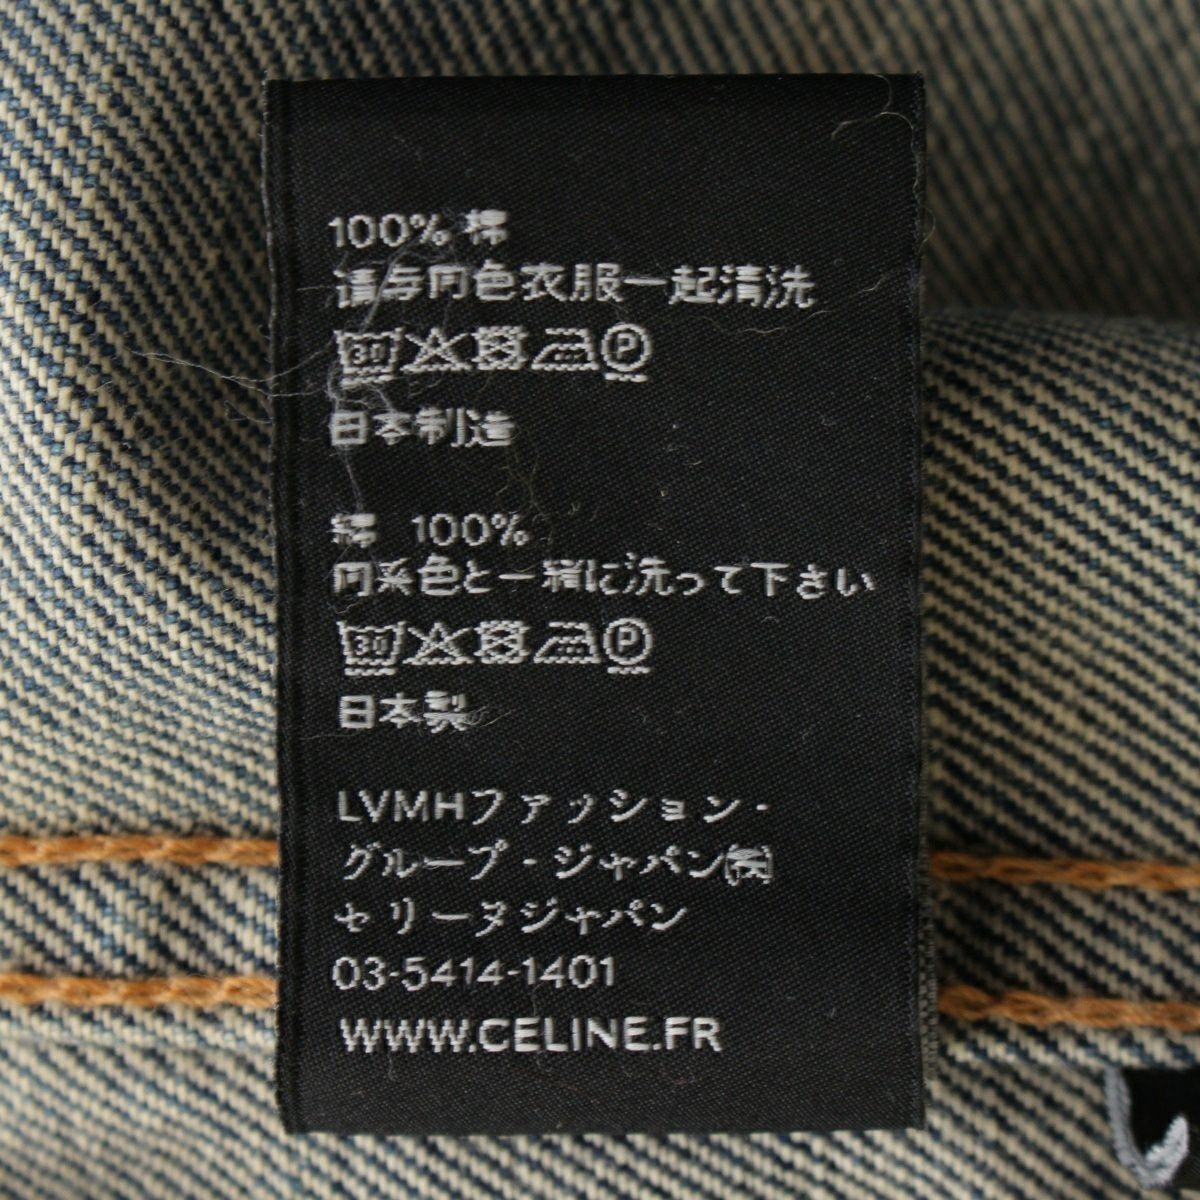 100% 棉
请与同色衣服一起清洗
30 P
日本制造
綿 100%
同系色と一緒に洗って下さい
30 P
日本製
LVMHファッション・
グループ・ジャパン㈱
セリーヌジャパン
03-5414-1401
WWW.CELINE.FR